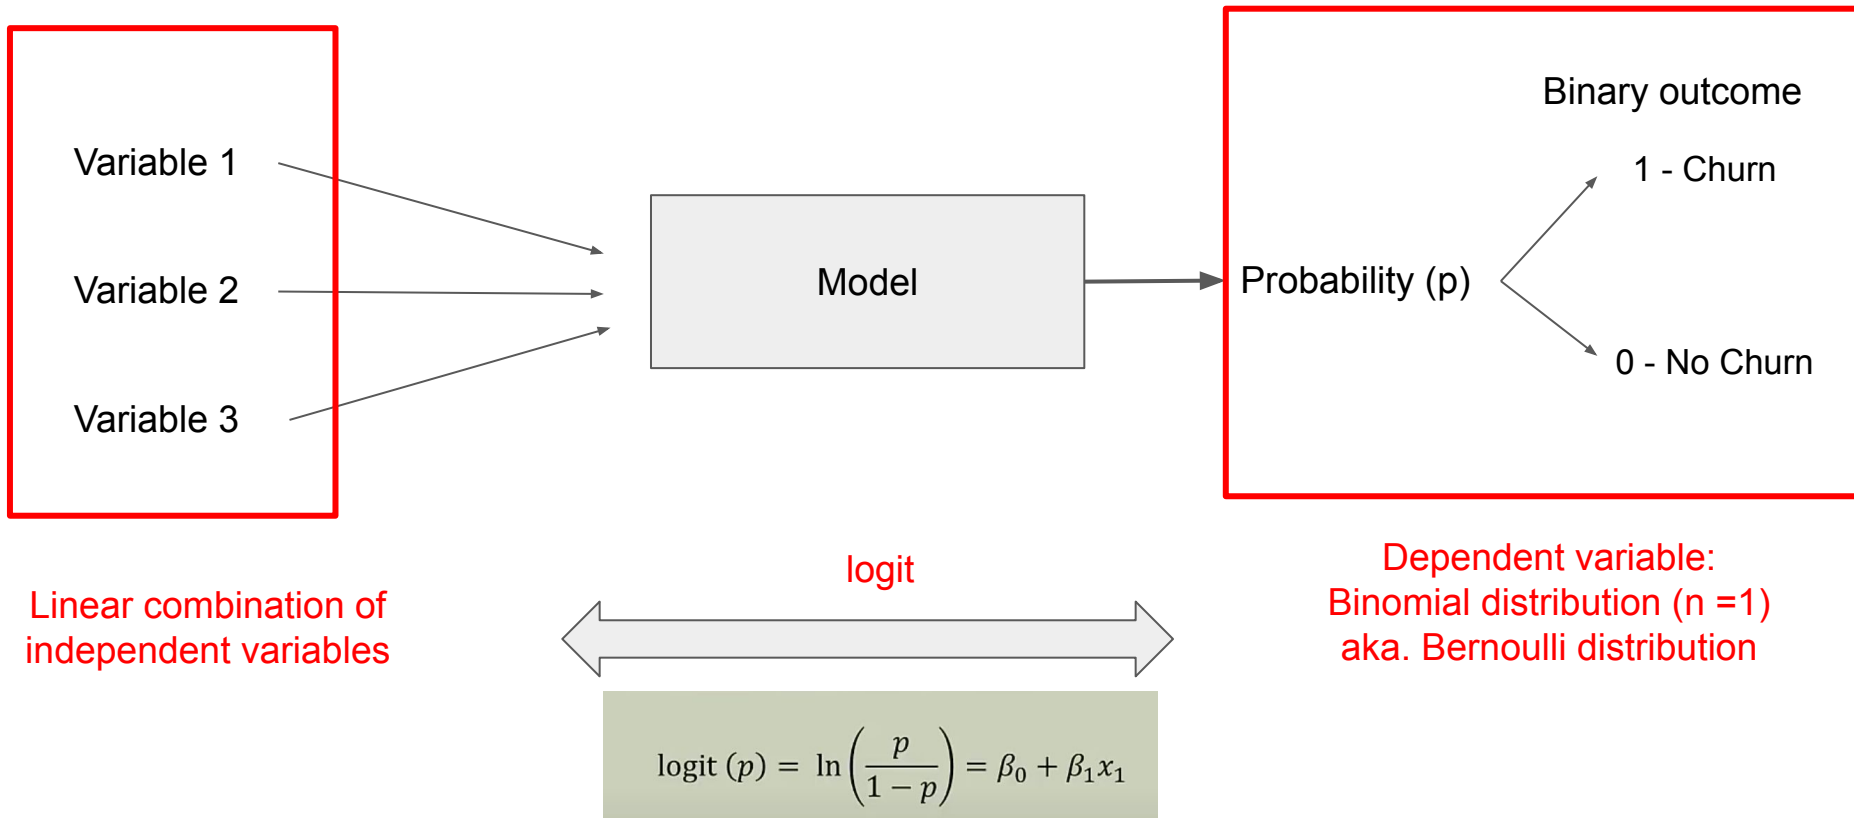 Variable 1
Variable 2
Variable 3
Model
Probability (p)
Binary outcome
1 - Churn
0 - No Churn
Linear combination of
independent variables
logit
Dependent variable:
Binomial distribution (n =1)
aka. Bernoulli distribution
logit (p) = ln(p/(1 − p)) = β₀ + β₁x₁